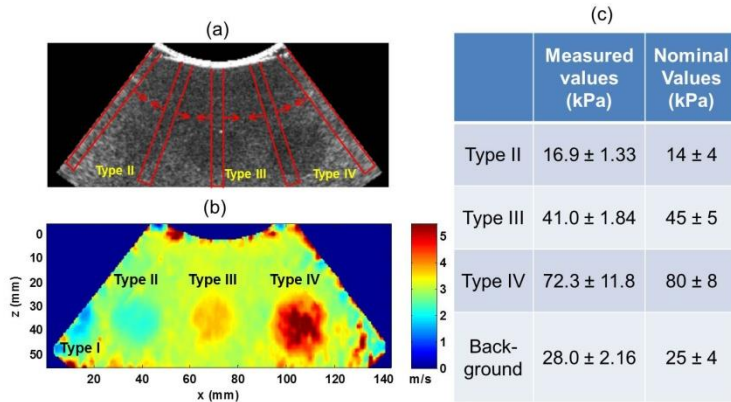 (a)
Type II
Type III
Type IV
(b)
0
10
20
30
40
50
z (mm)
Type II
Type III
Type IV
Type I
20
40
60
80
100
120
140
x (mm)
5
4
3
2
1
0
m/s
(c)
Measured values (kPa)
Nominal Values (kPa)
Type II
16.9 ± 1.33
14 ± 4
Type III
41.0 ± 1.84
45 ± 5
Type IV
72.3 ± 11.8
80 ± 8
Back-
ground
28.0 ± 2.16
25 ± 4